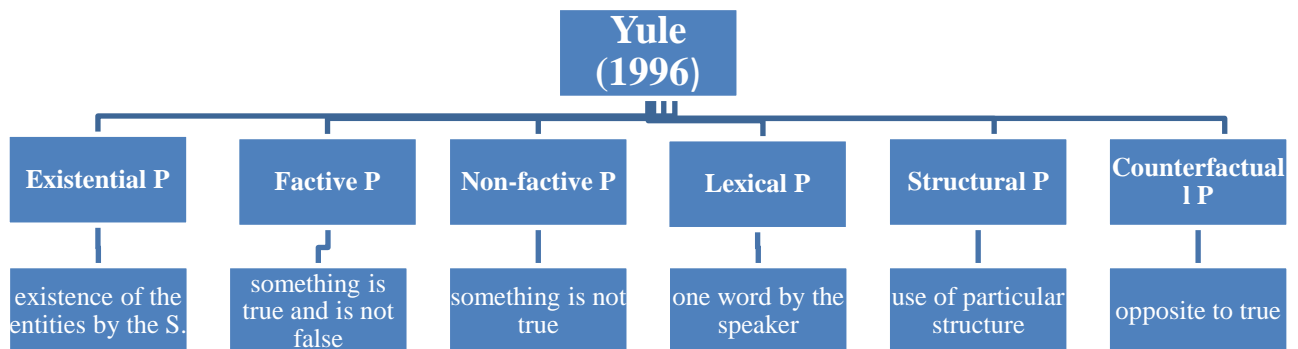 Yule
(1996)
Existential P
Factive P
Non-factive P
Lexical P
Structural P
Counterfactual
l P
existence of the
entities by the S.
something is
true and is not
false
something is not
true
one word by the
speaker
use of particular
structure
opposite to true